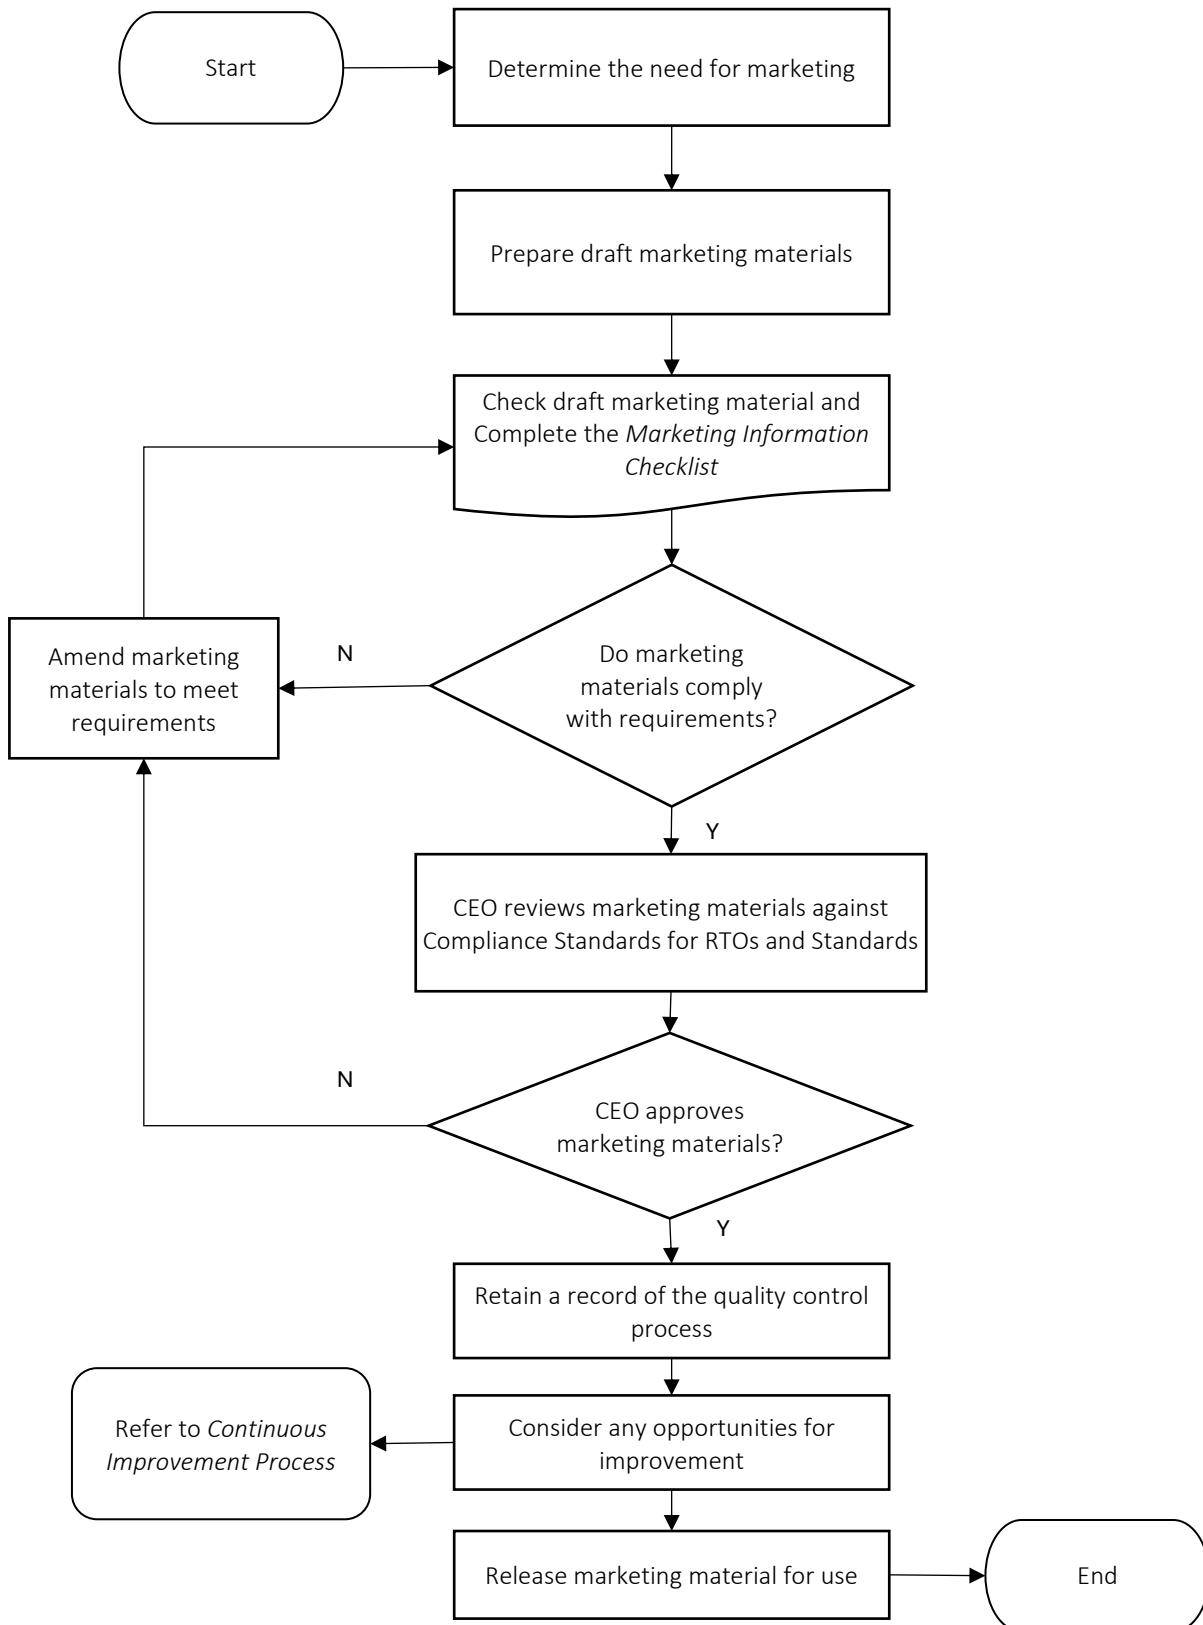 Start
Determine the need for marketing
Prepare draft marketing materials
Check draft marketing material and
Complete the Marketing Information
Checklist
Amend marketing
materials to meet
requirements
N
Do marketing
materials comply
with requirements?
Y
CEO reviews marketing materials against
Compliance Standards for RTOs and Standards
N
CEO approves
marketing materials?
Y
Retain a record of the quality control
process
Refer to Continuous
Improvement Process
Consider any opportunities for
improvement
Release marketing material for use
End